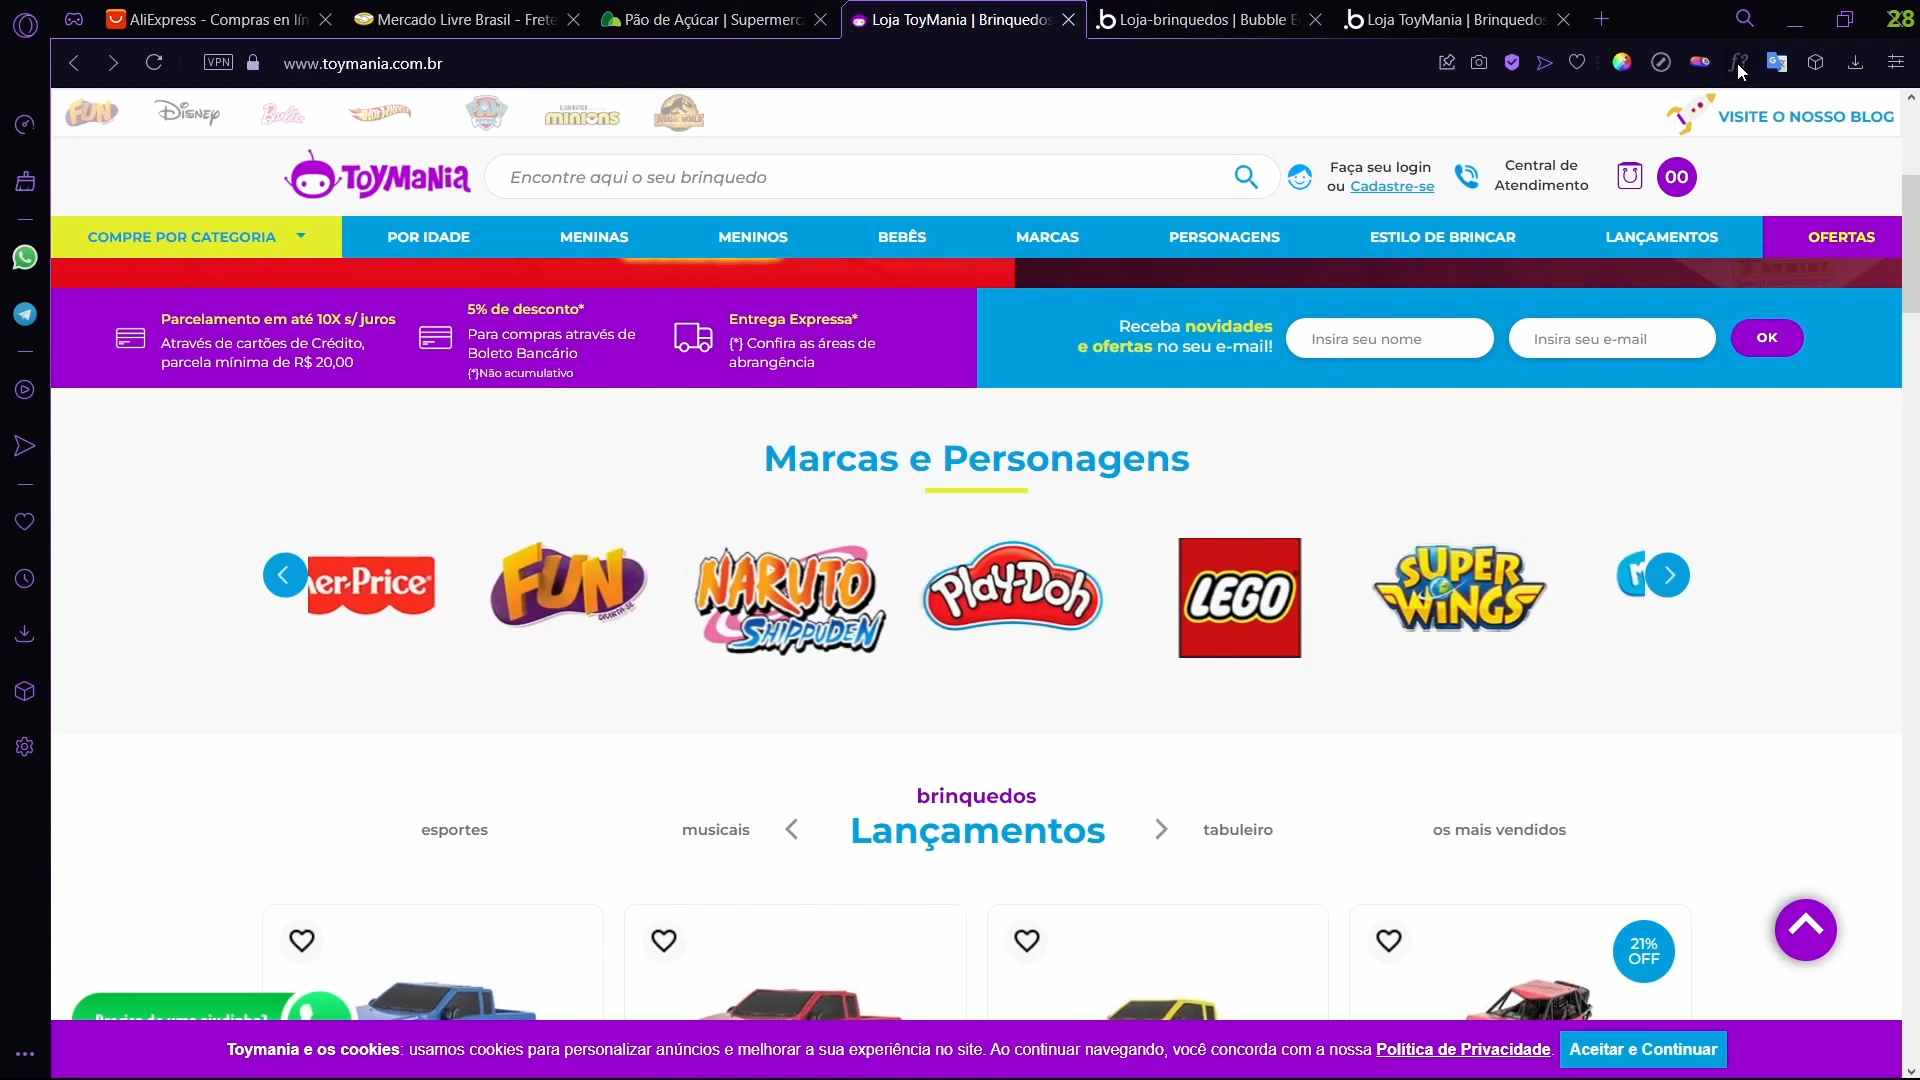 AliExpress - Compras en lín
Mercado Livre Brasil - Frete
Pão de Açúcar | Supermerc
Loja ToyMania | Brinquedos
Loja-brinquedos | Bubble E
Loja ToyMania | Brinquedos
28
VPN
www.toymania.com.br
FUN
Disney
Barbie
Hot Wheels
minions
VISITE O NOSSO BLOG
ToyMania
Encontre aqui o seu brinquedo
Faça seu login
ou Cadastre-se
Central de
Atendimento
00
COMPRE POR CATEGORIA
POR IDADE
MENINAS
MENINOS
BEBÊS
MARCAS
PERSONAGENS
ESTILO DE BRINCAR
LANÇAMENTOS
OFERTAS
Parcelamento em até 10X s/ juros
Através de cartões de Crédito,
parcela mínima de R$ 20,00
5% de desconto*
Para compras através de
Boleto Bancário
(*)Não acumulativo
Entrega Expressa*
(*) Confira as áreas de
abrangência
Receba novidades
e ofertas no seu e-mail!
Insira seu nome
Insira seu e-mail
OK
Marcas e Personagens
er-Price
FUN
DIVIRTA-SE
NARUTO
SHIPPUDEN
Play-Doh
LEGO
SUPER
WINGS
brinquedos
esportes
musicais
Lançamentos
tabuleiro
os mais vendidos
21%
OFF
Precisa de uma ajudinha?
Toymania e os cookies: usamos cookies para personalizar anúncios e melhorar a sua experiência no site. Ao continuar navegando, você concorda com a nossa Política de Privacidade.
Aceitar e Continuar